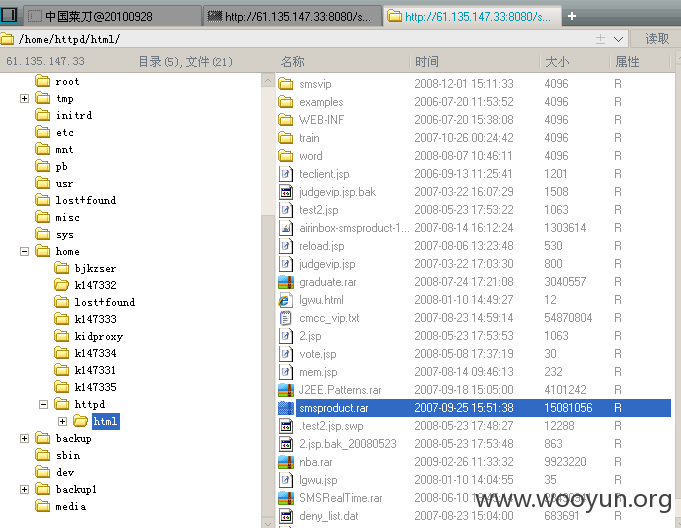 中国菜刀@20100928
http://61.135.147.33:8080/s...
http://61.135.147.33:8080/s...
+
/home/httpd/html/
读取
61.135.147.33
目录(5),文件(21)
名称 时间 大小 属性
root
tmp
initrd
etc
mnt
pb
usr
lost+found
misc
sys
home
bjkzser
k147332
lost+found
k147333
kidproxy
k147334
k147331
k147335
httpd
html
backup
sbin
dev
backup1
media
smsvip 2008-12-01 15:11:33 4096 R
examples 2006-07-20 11:53:52 4096 R
WEB-INF 2006-07-20 15:38:08 4096 R
train 2007-10-26 00:24:42 4096 R
word 2008-08-07 10:46:11 4096 R
teclient.jsp 2006-09-13 11:25:41 1201 R
judgevip.jsp.bak 2007-03-22 16:07:29 1508 R
test2.jsp 2008-05-23 17:53:22 1063 R
airinbox-smsproduct-1... 2007-08-14 16:12:24 1303614 R
reload.jsp 2007-08-06 13:23:48 530 R
judgevip.jsp 2007-03-22 17:03:30 800 R
graduate.rar 2007-08-24 17:21:08 3040557 R
lgwu.html 2008-01-10 14:49:27 12 R
cmcc_vip.txt 2007-10-23 14:59:14 54870804 R
2.jsp 2008-05-23 17:53:53 1063 R
vote.jsp 2008-05-08 17:37:19 30 R
mem.jsp 2007-08-14 09:46:13 232 R
J2EE.Patterns.rar 2007-09-18 15:05:00 4101242 R
smsproduct.rar 2007-09-25 15:51:38 15081056 R
.test2.jsp.swp 2008-05-23 17:48:27 12288 R
2.jsp.bak_20080523 2008-05-23 17:53:48 863 R
nba.rar 2009-02-26 11:33:32 9923220 R
lgwu.jsp 2008-01-10 14:04:55 35 R
SMSRealTime.rar 2008-06-10 R
deny_list.dat 2007-05-24 15:04:00 683691 R
www.wooyun.org